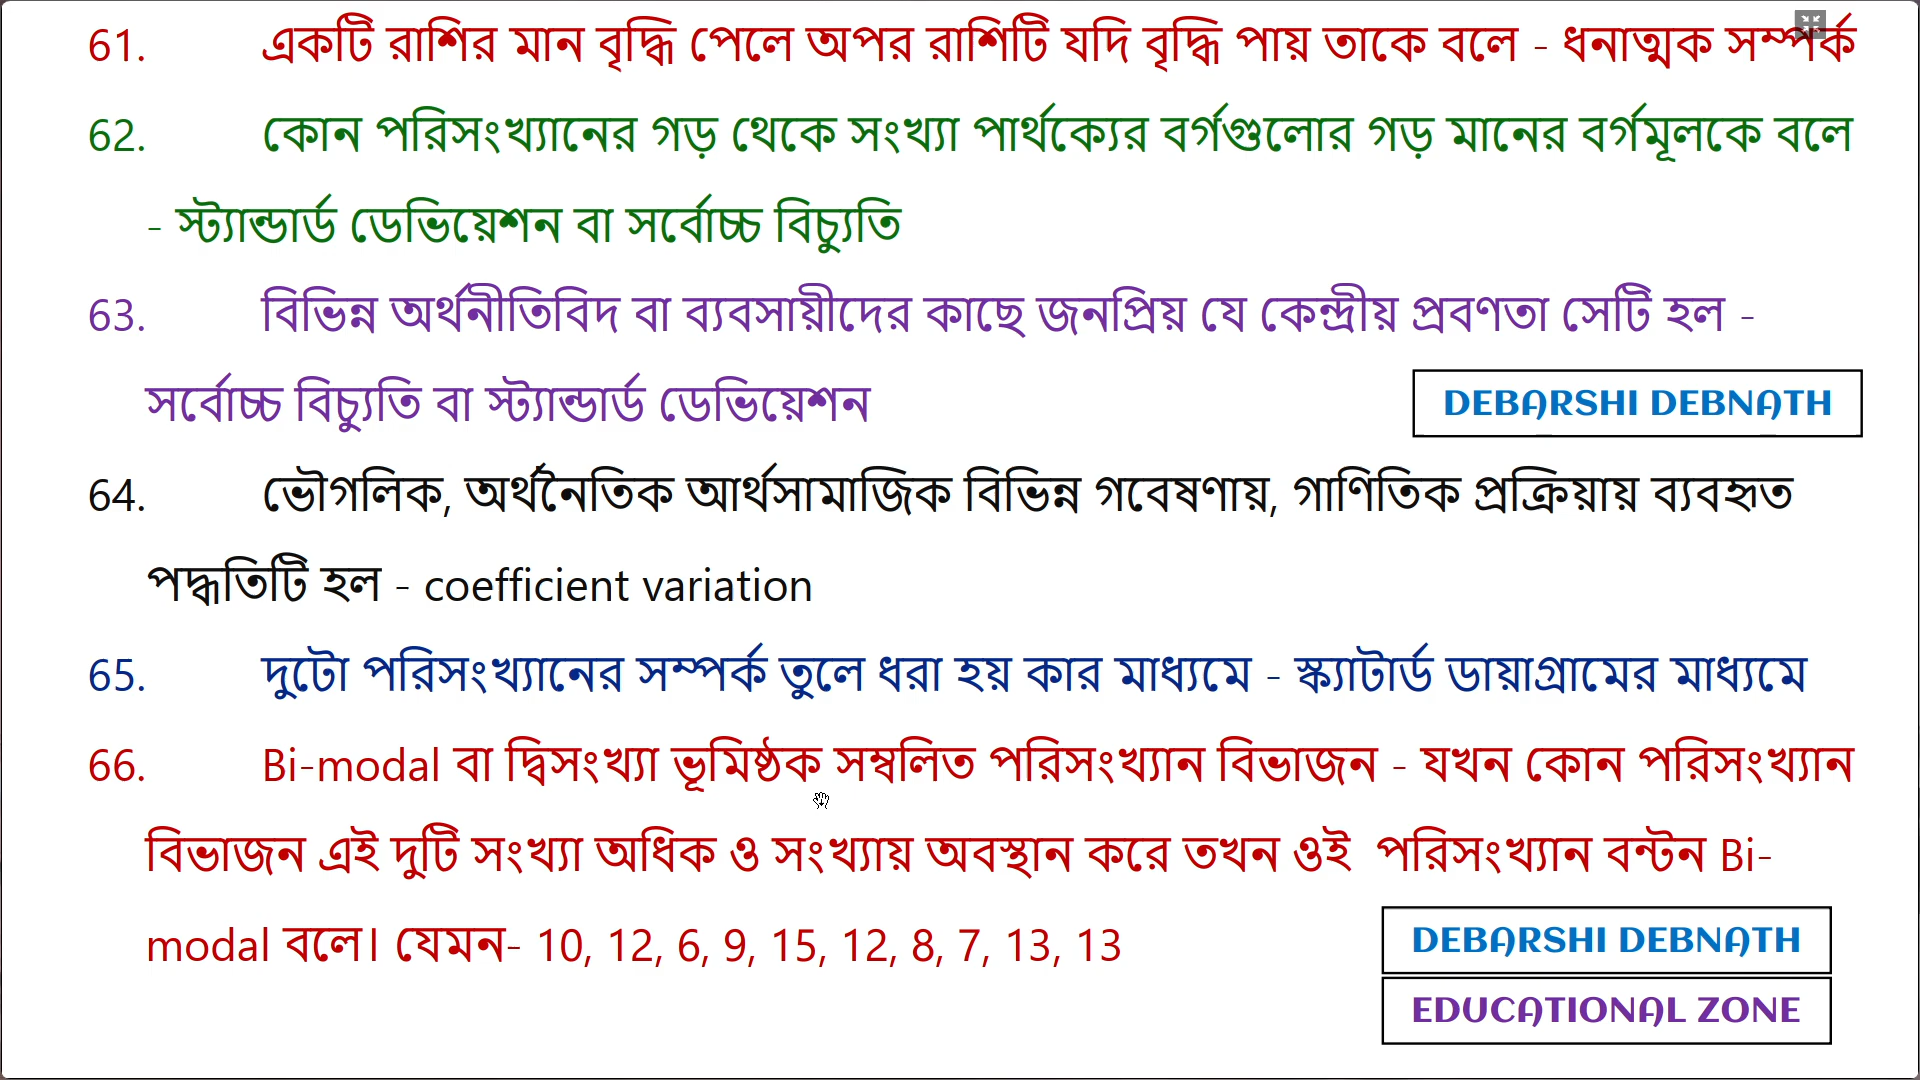 61. একটি রাশির মান বৃদ্ধি পেলে অপর রাশিটি যদি বৃদ্ধি পায় তাকে বলে - ধনাত্মক সম্পর্ক
62. কোন পরিসংখ্যানের গড় থেকে সংখ্যা পার্থক্যের বর্গগুলোর গড় মানের বর্গমূলকে বলে
- স্ট্যান্ডার্ড ডেভিয়েশন বা সর্বোচ্চ বিচ্যুতি
63. বিভিন্ন অর্থনীতিবিদ বা ব্যবসায়ীদের কাছে জনপ্রিয় যে কেন্দ্রীয় প্রবণতা সেটি হল -
সর্বোচ্চ বিচ্যুতি বা স্ট্যান্ডার্ড ডেভিয়েশন
DEBARSHI DEBNATH
64. ভৌগলিক, অর্থনৈতিক আর্থসামাজিক বিভিন্ন গবেষণায়, গাণিতিক প্রক্রিয়ায় ব্যবহৃত
পদ্ধতিটি হল - coefficient variation
65. দুটো পরিসংখ্যানের সম্পর্ক তুলে ধরা হয় কার মাধ্যমে - স্ক্যাটার্ড ডায়াগ্রামের মাধ্যমে
66. Bi-modal বা দ্বিসংখ্যা ভূমিষ্ঠক সম্বলিত পরিসংখ্যান বিভাজন - যখন কোন পরিসংখ্যান
বিভাজন এই দুটি সংখ্যা অধিক ও সংখ্যায় অবস্থান করে তখন ওই পরিসংখ্যান বন্টন Bi-
modal বলে। যেমন- 10, 12, 6, 9, 15, 12, 8, 7, 13, 13
DEBARSHI DEBNATH
EDUCATIONAL ZONE